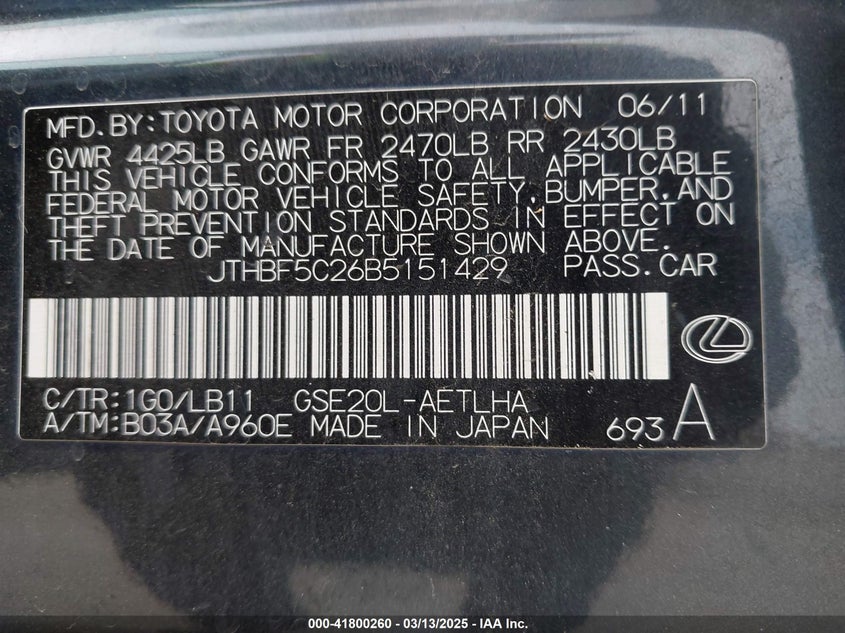 MFD.BY:TOYOTA MOTOR CORPORATION 06/11
GVWR 4425LB GAWR FR 2470LB RR 2430LB
THIS VEHICLE CONFORMS TO ALL APPLICABLE
FEDERAL MOTOR VEHICLE SAFETY,BUMPER,AND
THEFT PREVENTION STANDARDS IN EFFECT ON
THE DATE OF MANUFACTURE SHOWN ABOVE.
JTHBF5C26B5151429 PASS.CAR
C/TR:1G0/LB11 GSE20L-AETLHA
A/TM:B03A/A960E MADE IN JAPAN 693 A
000-41800260 - 03/13/2025 - IAA Inc.